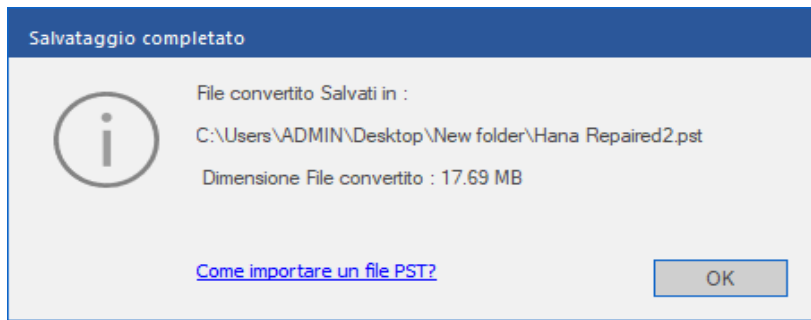 Salvataggio completato
File convertito Salvati in :
C:\Users\ADMIN\Desktop\New folder\Hana Repaired2.pst
Dimensione File convertito : 17.69 MB
Come importare un file PST?
OK